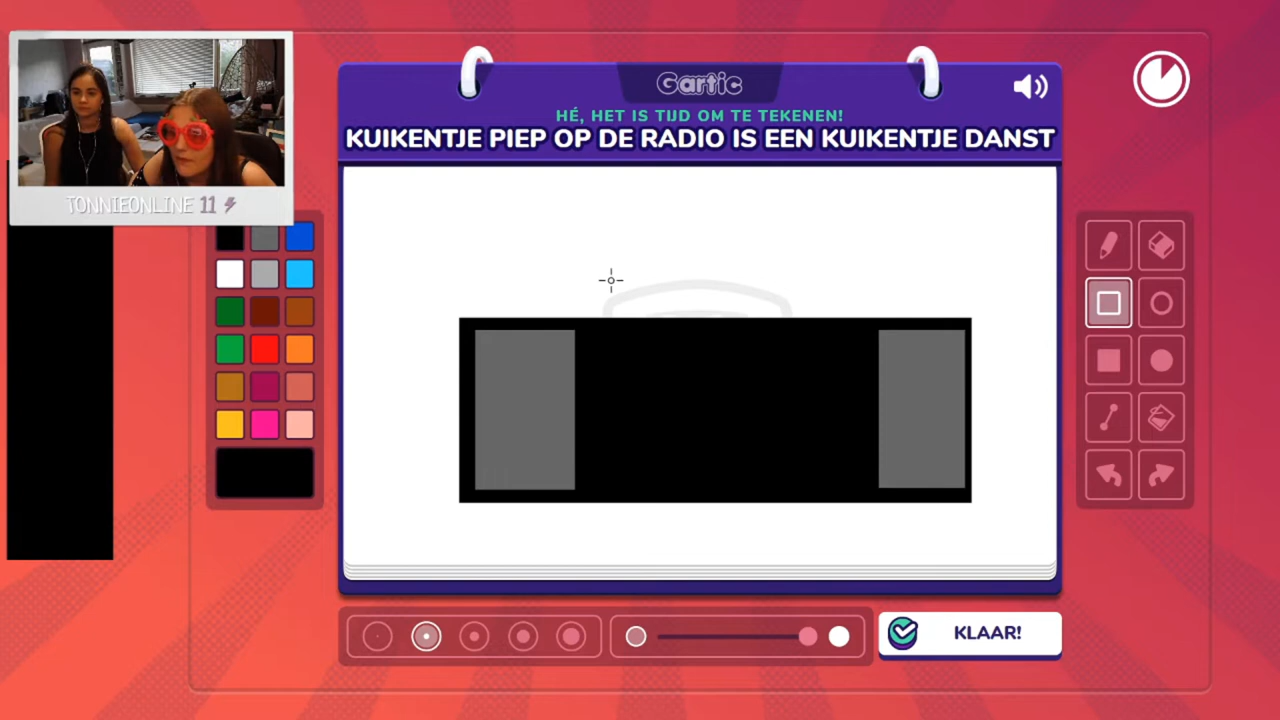 Gartic
HÉ, HET IS TIJD OM TE TEKENEN!
KUIKENTJE PIEP OP DE RADIO IS EEN KUIKENTJE DANST
TONNIEONLINE 11
KLAAR!